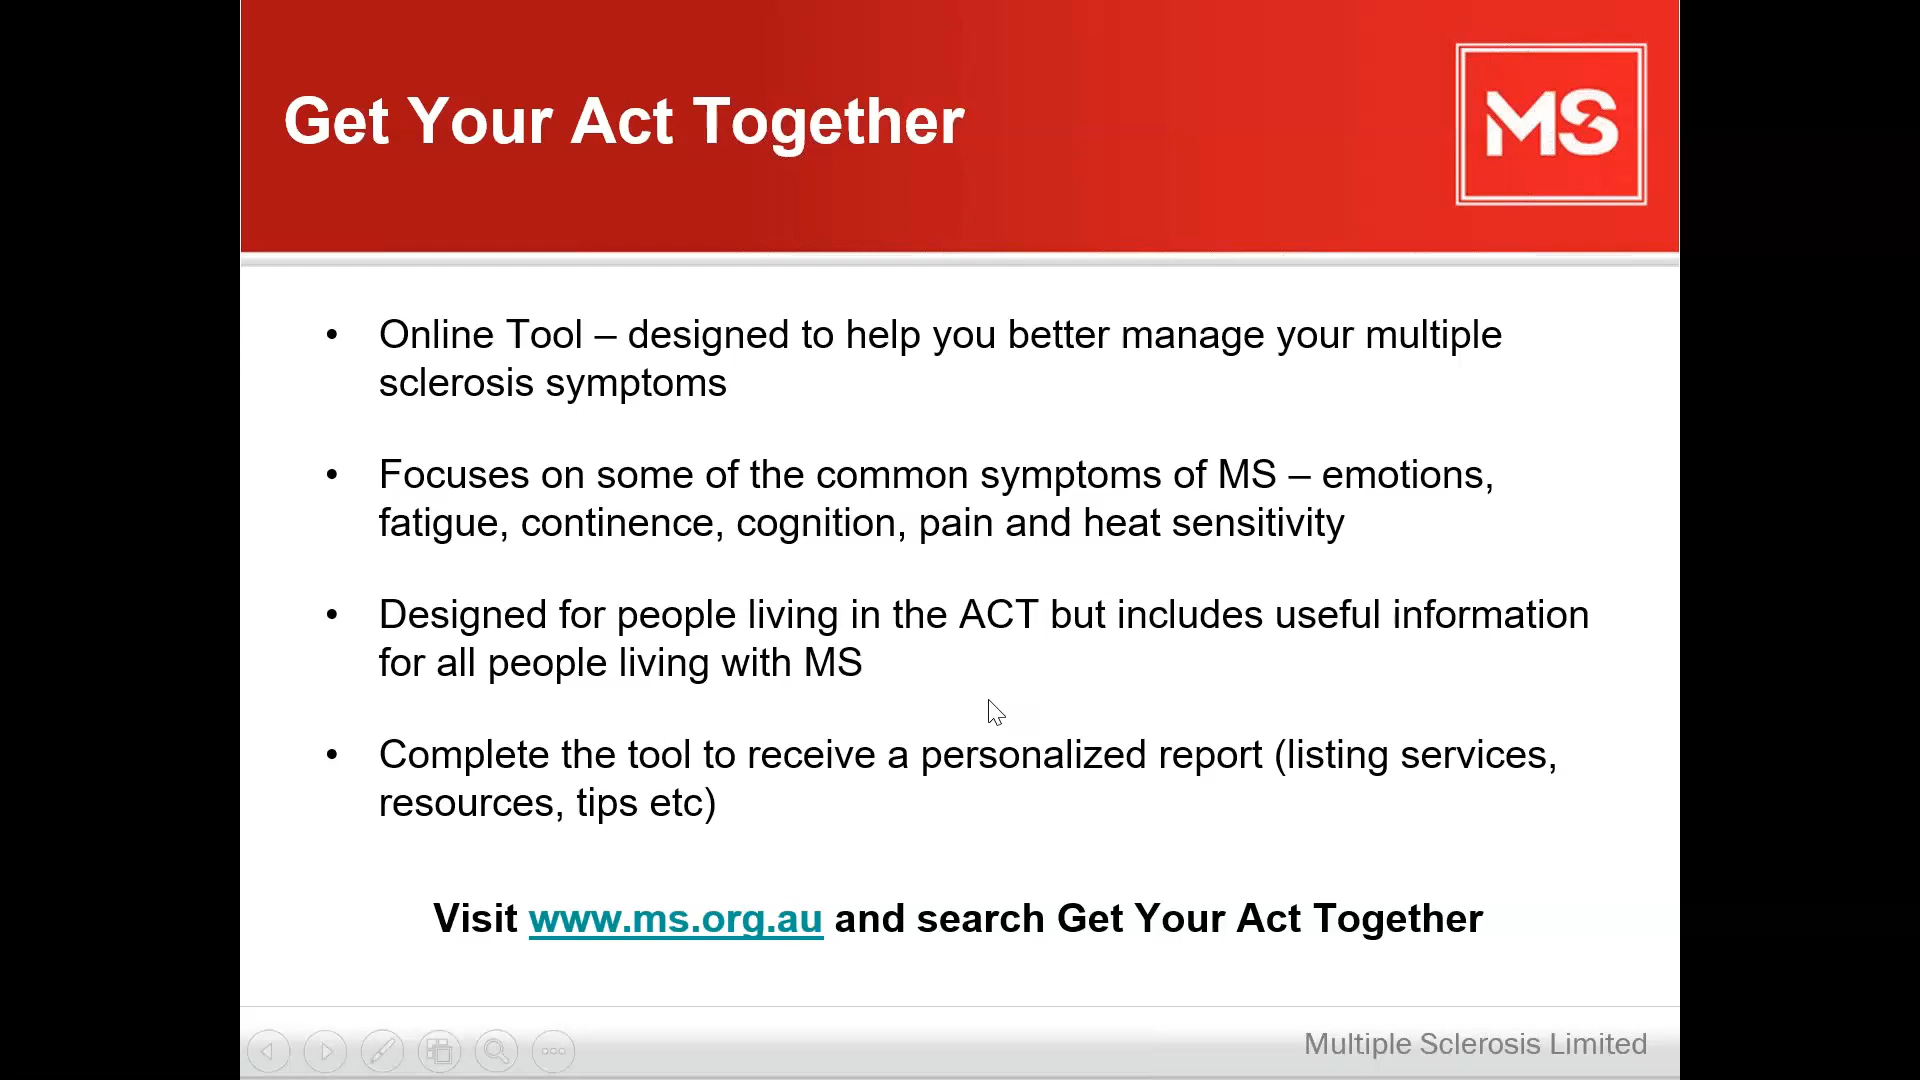 Get Your Act Together
MS
• Online Tool – designed to help you better manage your multiple
sclerosis symptoms
• Focuses on some of the common symptoms of MS – emotions,
fatigue, continence, cognition, pain and heat sensitivity
• Designed for people living in the ACT but includes useful information
for all people living with MS
• Complete the tool to receive a personalized report (listing services,
resources, tips etc)
Visit www.ms.org.au and search Get Your Act Together
Multiple Sclerosis Limited